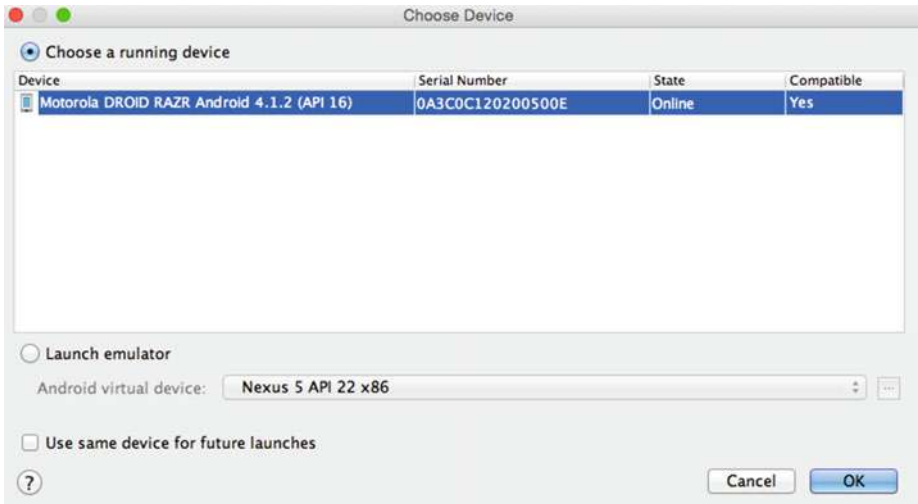 Choose Device
Choose a running device
Device Serial Number State Compatible
Motorola DROID RAZR Android 4.1.2 (API 16) 0A3C0C120200500E Online Yes
Launch emulator
Android virtual device: Nexus 5 API 22 x86 ...
Use same device for future launches
? Cancel OK